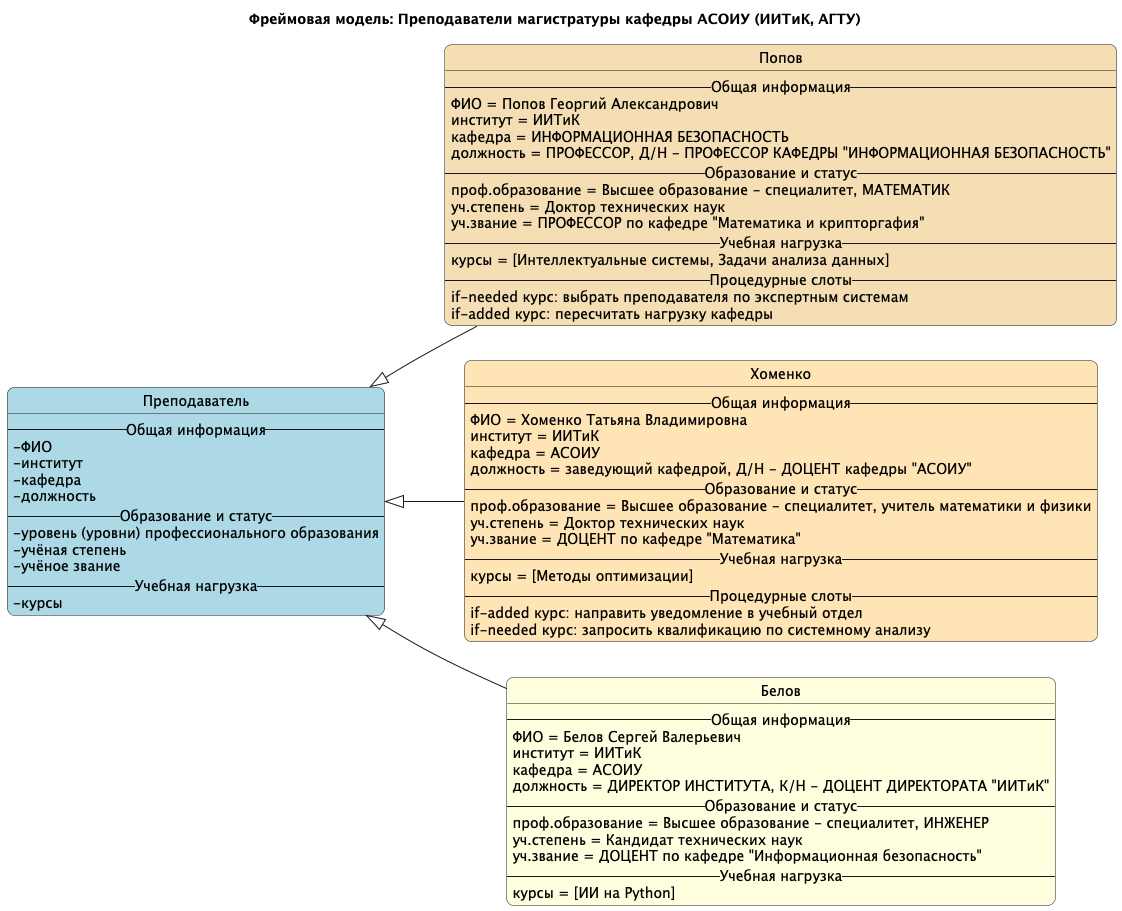 Фреймовая модель: Преподаватели магистратуры кафедры АСОИУ (ИИТиК, АГТУ)
Попов
Общая информация
ФИО = Попов Георгий Александрович
институт = ИИТиК
кафедра = ИНФОРМАЦИОННАЯ БЕЗОПАСНОСТЬ
должность = ПРОФЕССОР, Д/Н – ПРОФЕССОР КАФЕДРЫ "ИНФОРМАЦИОННАЯ БЕЗОПАСНОСТЬ"
Образование и статус
проф.образование = Высшее образование – специалитет, МАТЕМАТИК
уч.степень = Доктор технических наук
уч.звание = ПРОФЕССОР по кафедре "Математика и крипторгафия"
Учебная нагрузка
курсы = [Интеллектуальные системы, Задачи анализа данных]
Процедурные слоты
if-needed курс: выбрать преподавателя по экспертным системам
if-added курс: пересчитать нагрузку кафедры
Преподаватель
Общая информация
–ФИО
–институт
–кафедра
–должность
Образование и статус
–уровень (уровни) профессионального образования
–учёная степень
–учёное звание
Учебная нагрузка
–курсы
Хоменко
Общая информация
ФИО = Хоменко Татьяна Владимировна
институт = ИИТиК
кафедра = АСОИУ
должность = заведующий кафедрой, Д/Н – ДОЦЕНТ кафедры "АСОИУ"
Образование и статус
проф.образование = Высшее образование – специалитет, учитель математики и физики
уч.степень = Доктор технических наук
уч.звание = ДОЦЕНТ по кафедре "Математика"
Учебная нагрузка
курсы = [Методы оптимизации]
Процедурные слоты
if-added курс: направить уведомление в учебный отдел
if-needed курс: запросить квалификацию по системному анализу
Белов
Общая информация
ФИО = Белов Сергей Валерьевич
институт = ИИТиК
кафедра = АСОИУ
должность = ДИРЕКТОР ИНСТИТУТА, К/Н – ДОЦЕНТ ДИРЕКТОРАТА "ИИТиК"
Образование и статус
проф.образование = Высшее образование – специалитет, ИНЖЕНЕР
уч.степень = Кандидат технических наук
уч.звание = ДОЦЕНТ по кафедре "Информационная безопасность"
Учебная нагрузка
курсы = [ИИ на Python]